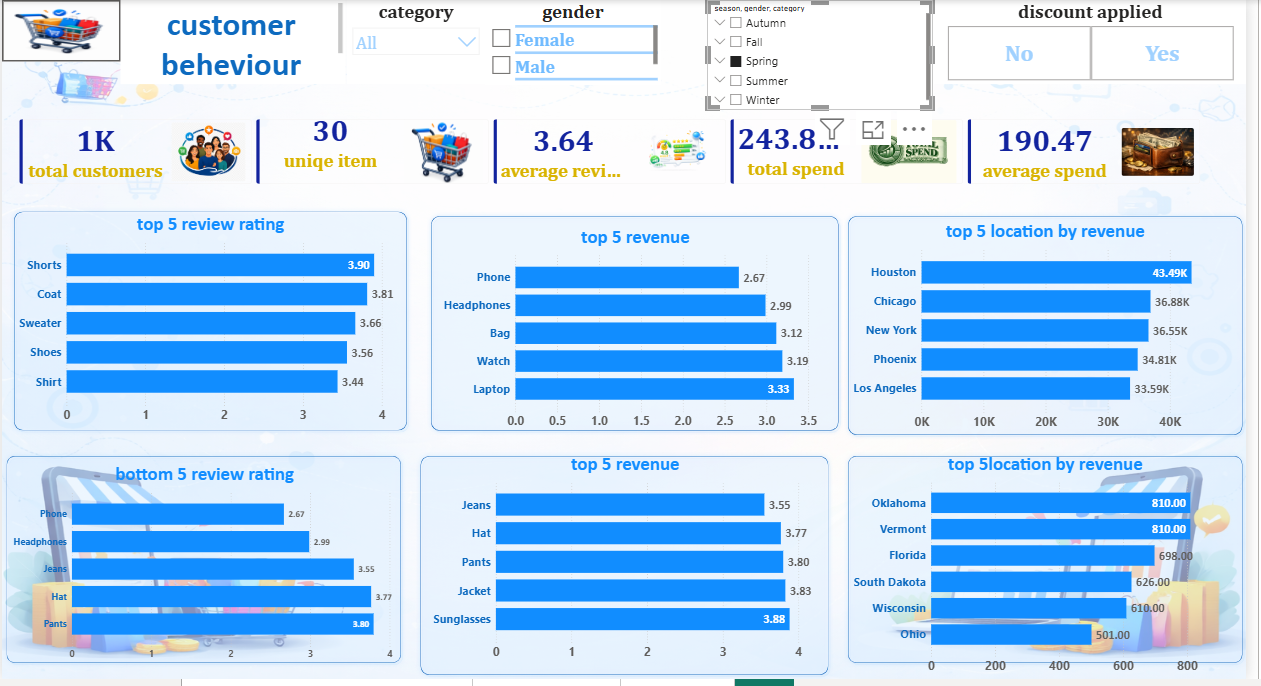 customer
beheviour
category
All
gender
Female
Male
season, gender, category
Autumn
Fall
Spring
Summer
Winter
discount applied
No
Yes
1K
total customers
30
uniqe item
3.64
average revi...
243.8...
total spend
SPEND
190.47
average spend
top 5 review rating
Shorts 3.90
Coat 3.81
Sweater 3.66
Shoes 3.56
Shirt 3.44
0 1 2 3 4
top 5 revenue
Phone 2.67
Headphones 2.99
Bag 3.12
Watch 3.19
Laptop 3.33
0.0 0.5 1.0 1.5 2.0 2.5 3.0 3.5
top 5 location by revenue
Houston 43.49K
Chicago 36.88K
New York 36.55K
Phoenix 34.81K
Los Angeles 33.59K
0K 10K 20K 30K 40K
bottom 5 review rating
Phone 2.67
Headphones 2.99
Jeans 3.55
Hat 3.77
Pants 3.80
0 1 2 3 4
top 5 revenue
Jeans 3.55
Hat 3.77
Pants 3.80
Jacket 3.83
Sunglasses 3.88
0 1 2 3 4
top 5location by revenue
Oklahoma 810.00
Vermont 810.00
Florida 698.00
South Dakota 626.00
Wisconsin 610.00
Ohio 501.00
0 200 400 600 800